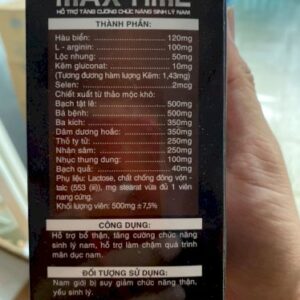 MAXTIME
HỖ TRỢ TĂNG CƯỜNG CHỨC NĂNG SINH LÝ NAM
THÀNH PHẦN:
Hàu biển: 120mg
L - arginin: 100mg
Lộc nhung: 50mg
Kẽm gluconat: 10mg
(Tương đương hàm lượng Kẽm: 1,43mg)
Selen: 2mcg
Chiết xuất từ thảo mộc khô:
Bạch tật lê: 500mg
Bá bệnh: 500mg
Ba kích: 350mg
Dâm dương hoắc: 350mg
Thỏ ty tử: 250mg
Nhân sâm: 250mg
Nhục thung dung: 100mg
Bạch quả: 40mg
Phụ liệu: Lactose, chất chống đông vón -
talc (553 (iii)), mg stearat vừa đủ 1 viên
nang cứng.
Khối lượng viên: 500mg ± 7,5%
CÔNG DỤNG:
Hỗ trợ bổ thận, tăng cường chức năng
sinh lý nam, hỗ trợ làm chậm quá trình
mãn dục nam.
ĐỐI TƯỢNG SỬ DỤNG:
Nam giới bị suy giảm chức năng thận,
yếu sinh lý.